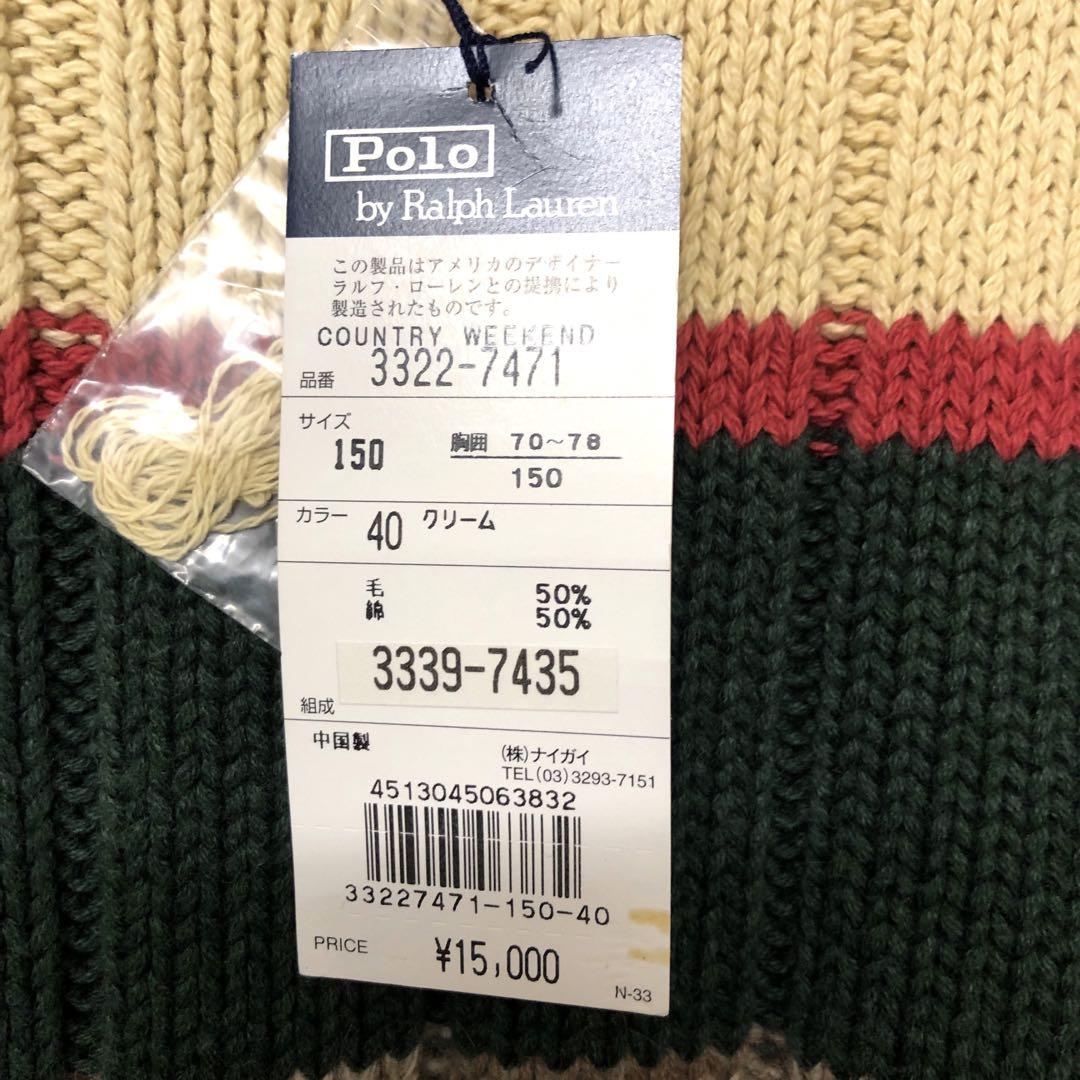 Polo
by Ralph Lauren
この製品はアメリカのデザイナー
ラルフ・ローレンとの提携により
製造されたものです。
COUNTRY WEEKEND
品番 3322-7471
サイズ
150 胸囲 70~78
150
カラー 40 クリーム
毛 50%
綿 50%
3339-7435
組成
中国製
(株)ナイガイ
TEL(03)3293-7151
4513045063832
33227471-150-40
PRICE ¥15,000
N-33